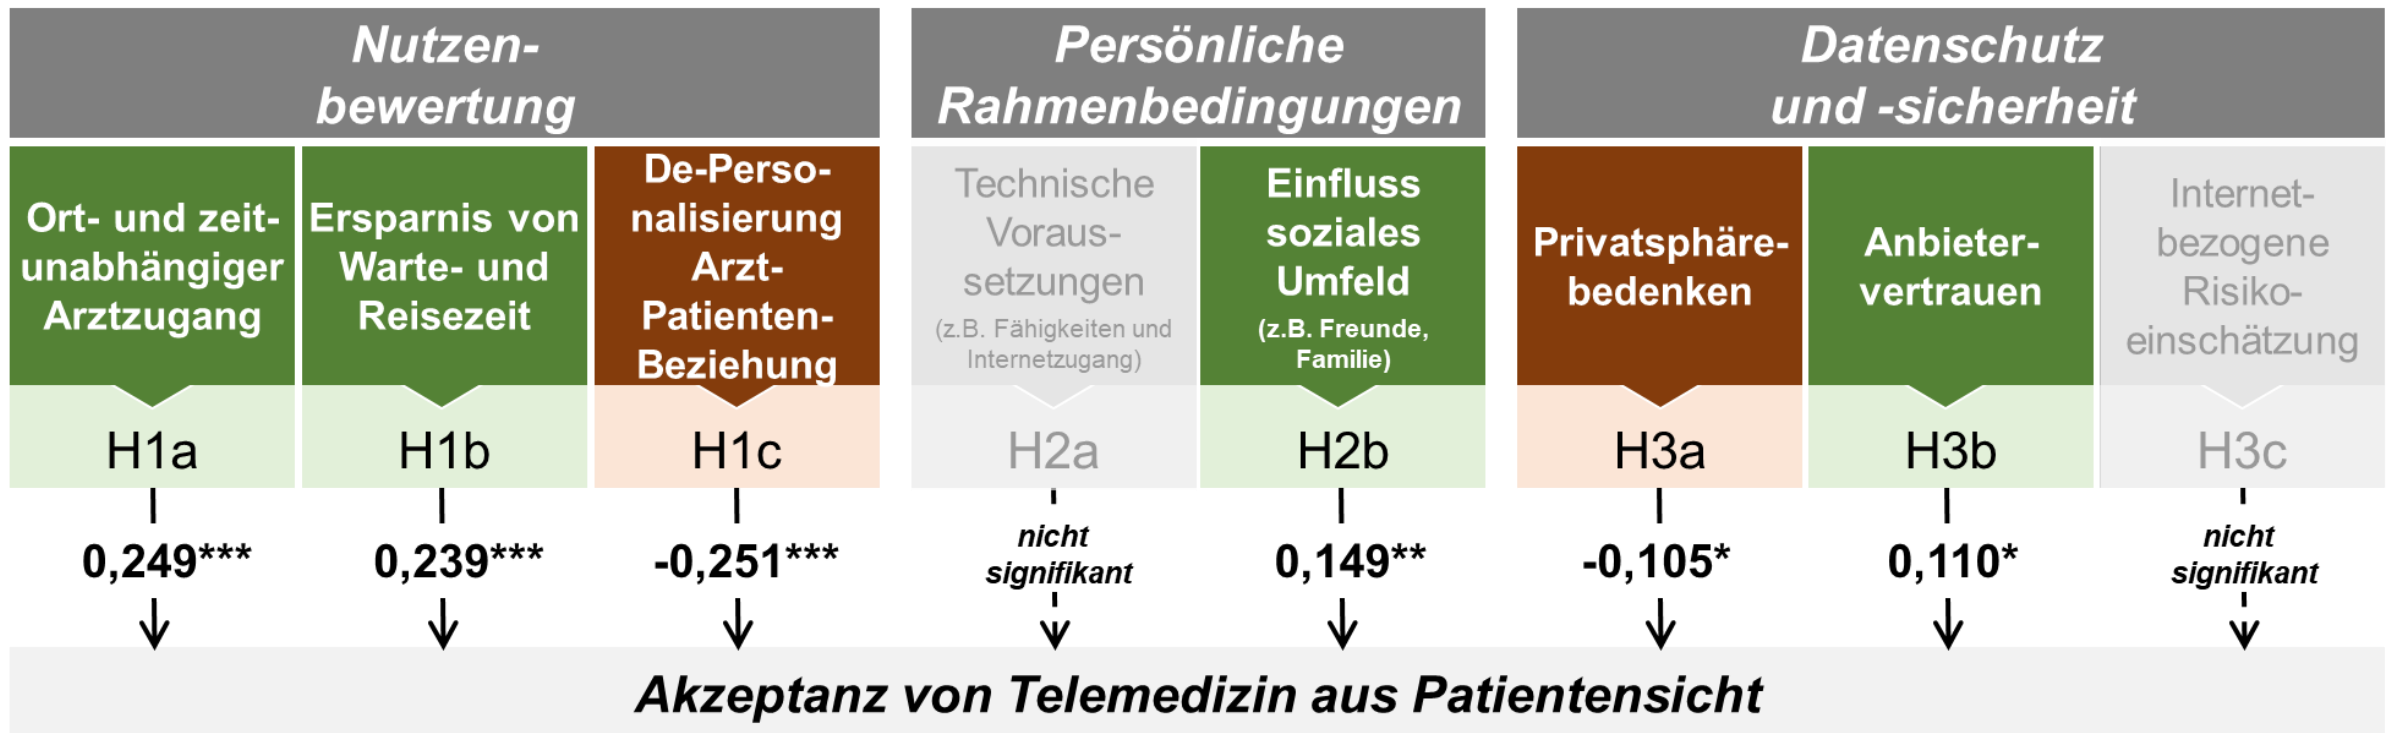 Nutzen-
bewertung
Ort- und zeit-
unabhängiger
Arztzugang
H1a
0,249***
Ersparnis von
Warte- und
Reisezeit
H1b
0,239***
De-Perso-
nalisierung
Arzt-
Patienten-
Beziehung
H1c
-0,251***
Persönliche
Rahmenbedingungen
Technische
Voraus-
setzungen
(z.B. Fähigkeiten und
Internetzugang)
H2a
nicht
signifikant
Einfluss
soziales
Umfeld
(z.B. Freunde,
Familie)
H2b
0,149**
Datenschutz
und -sicherheit
Privatsphäre-
bedenken
H3a
-0,105*
Anbieter-
vertrauen
H3b
0,110*
Internet-
bezogene
Risiko-
einschätzung
H3c
nicht
signifikant
Akzeptanz von Telemedizin aus Patientensicht